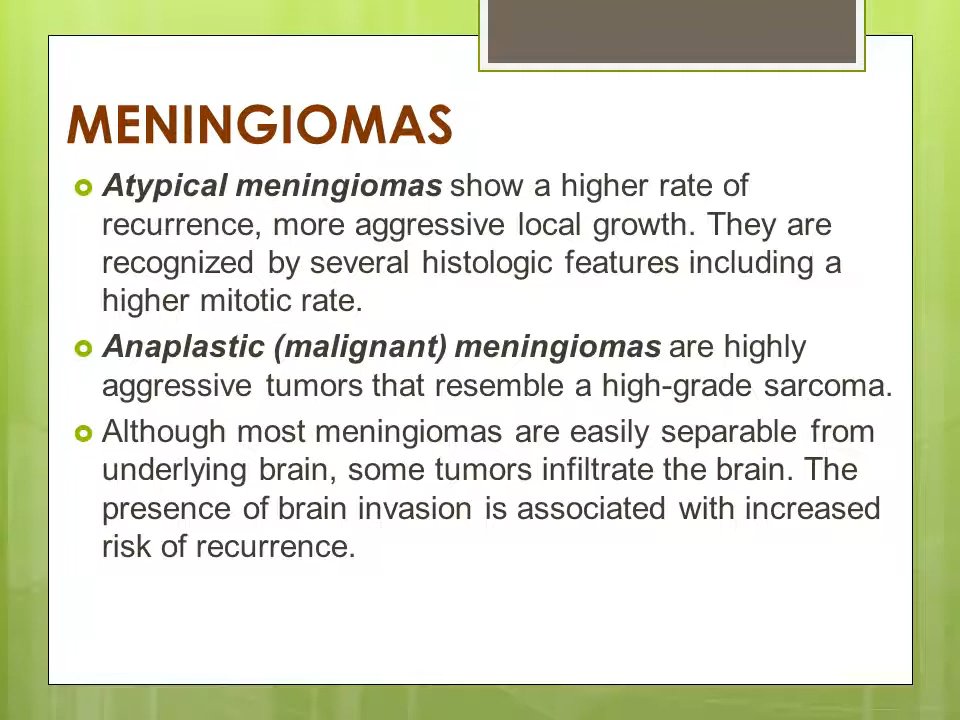 MENINGIOMAS
Atypical meningiomas show a higher rate of
recurrence, more aggressive local growth. They are
recognized by several histologic features including a
higher mitotic rate.
Anaplastic (malignant) meningiomas are highly
aggressive tumors that resemble a high-grade sarcoma.
Although most meningiomas are easily separable from
underlying brain, some tumors infiltrate the brain. The
presence of brain invasion is associated with increased
risk of recurrence.